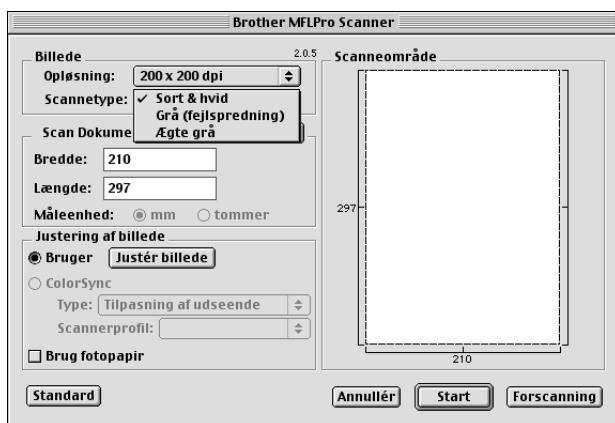 Brother MFLPro Scanner
Billede
2.0.5
Opløsning: 200 x 200 dpi
Scannetype: ✓ Sort & hvid
Grå (fejlspredning)
Ægte grå
Scan Dokume
Bredde: 210
Længde: 297
Måleenhed: mm tommer
Justering af billede
Bruger Justér billede
ColorSync
Type: Tilpasning af udseende
Scannerprofil:
Brug fotopapir
Standard
Scanneområde
297
210
Annullér Start Forscanning